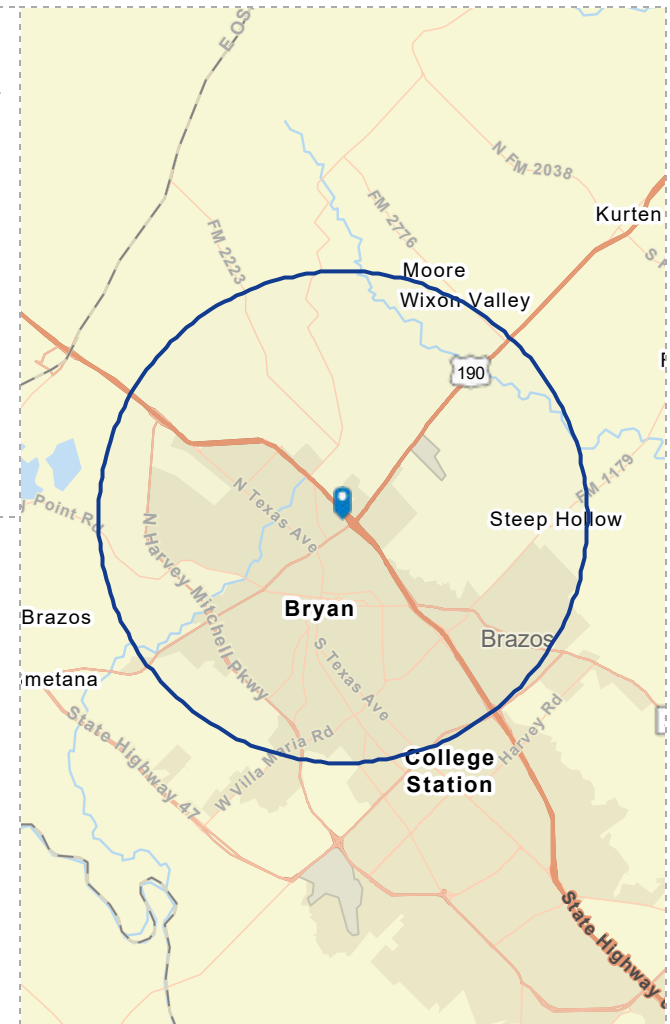 EOS
N FM 2038
Kurten
FM 2776
FM 2223
Moore
Wixon Valley
190
FM 1179
N Texas Ave
Point Rd
Steep Hollow
N Harvey Mitchell Pkwy
Bryan
Brazos
Brazos
S Texas Ave
metana
State Highway 47
W Villa Maria Rd
Harvey Rd
College
Station
State Highway